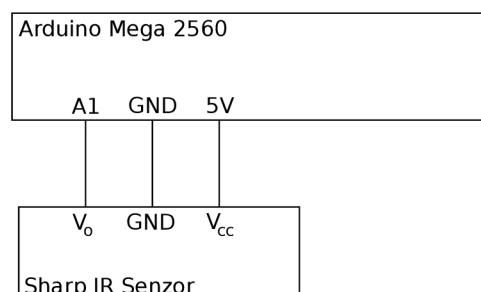 Arduino Mega 2560
A1 GND 5V
Vo GND Vcc
Sharp IR Senzor